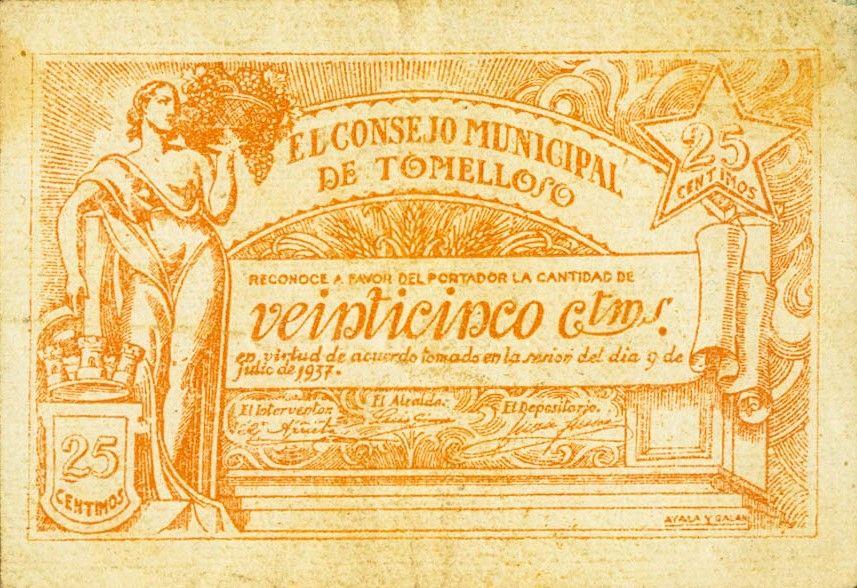 EL CONSEJO MUNICIPAL
DE TOMELLOSO
25
CENTIMOS
RECONOCE A FAVOR DEL PORTADOR LA CANTIDAD DE
veinticinco ctms.
en virtud de acuerdo tomado en la sesion del dia 9 de
julio de 1937.
El Interventor
El Alcalde.
El Depositario.
25
CENTIMOS
AYALA Y GALAN